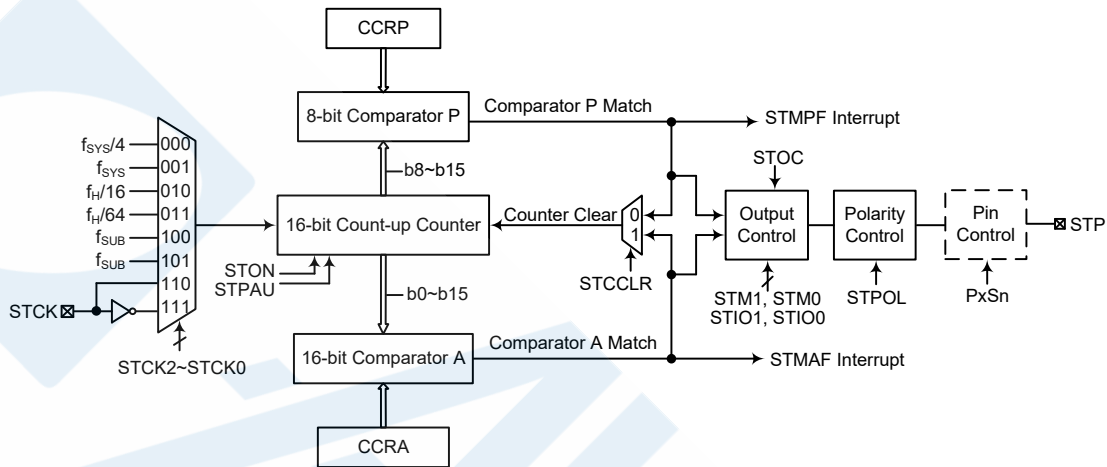 CCRP
8-bit Comparator P
Comparator P Match
STMPF Interrupt
b8~b15
fSYS/4
000
fSYS
001
fH/16
010
fH/64
011
fSUB
100
fSUB
101
110
111
STCK
STCK2~STCK0
16-bit Count-up Counter
STON
STPAU
Counter Clear
0
1
STCCLR
STOC
Output
Control
STM1, STM0
STIO1, STIO0
Polarity
Control
STPOL
Pin
Control
PxSn
STP
b0~b15
16-bit Comparator A
Comparator A Match
STMAF Interrupt
CCRA